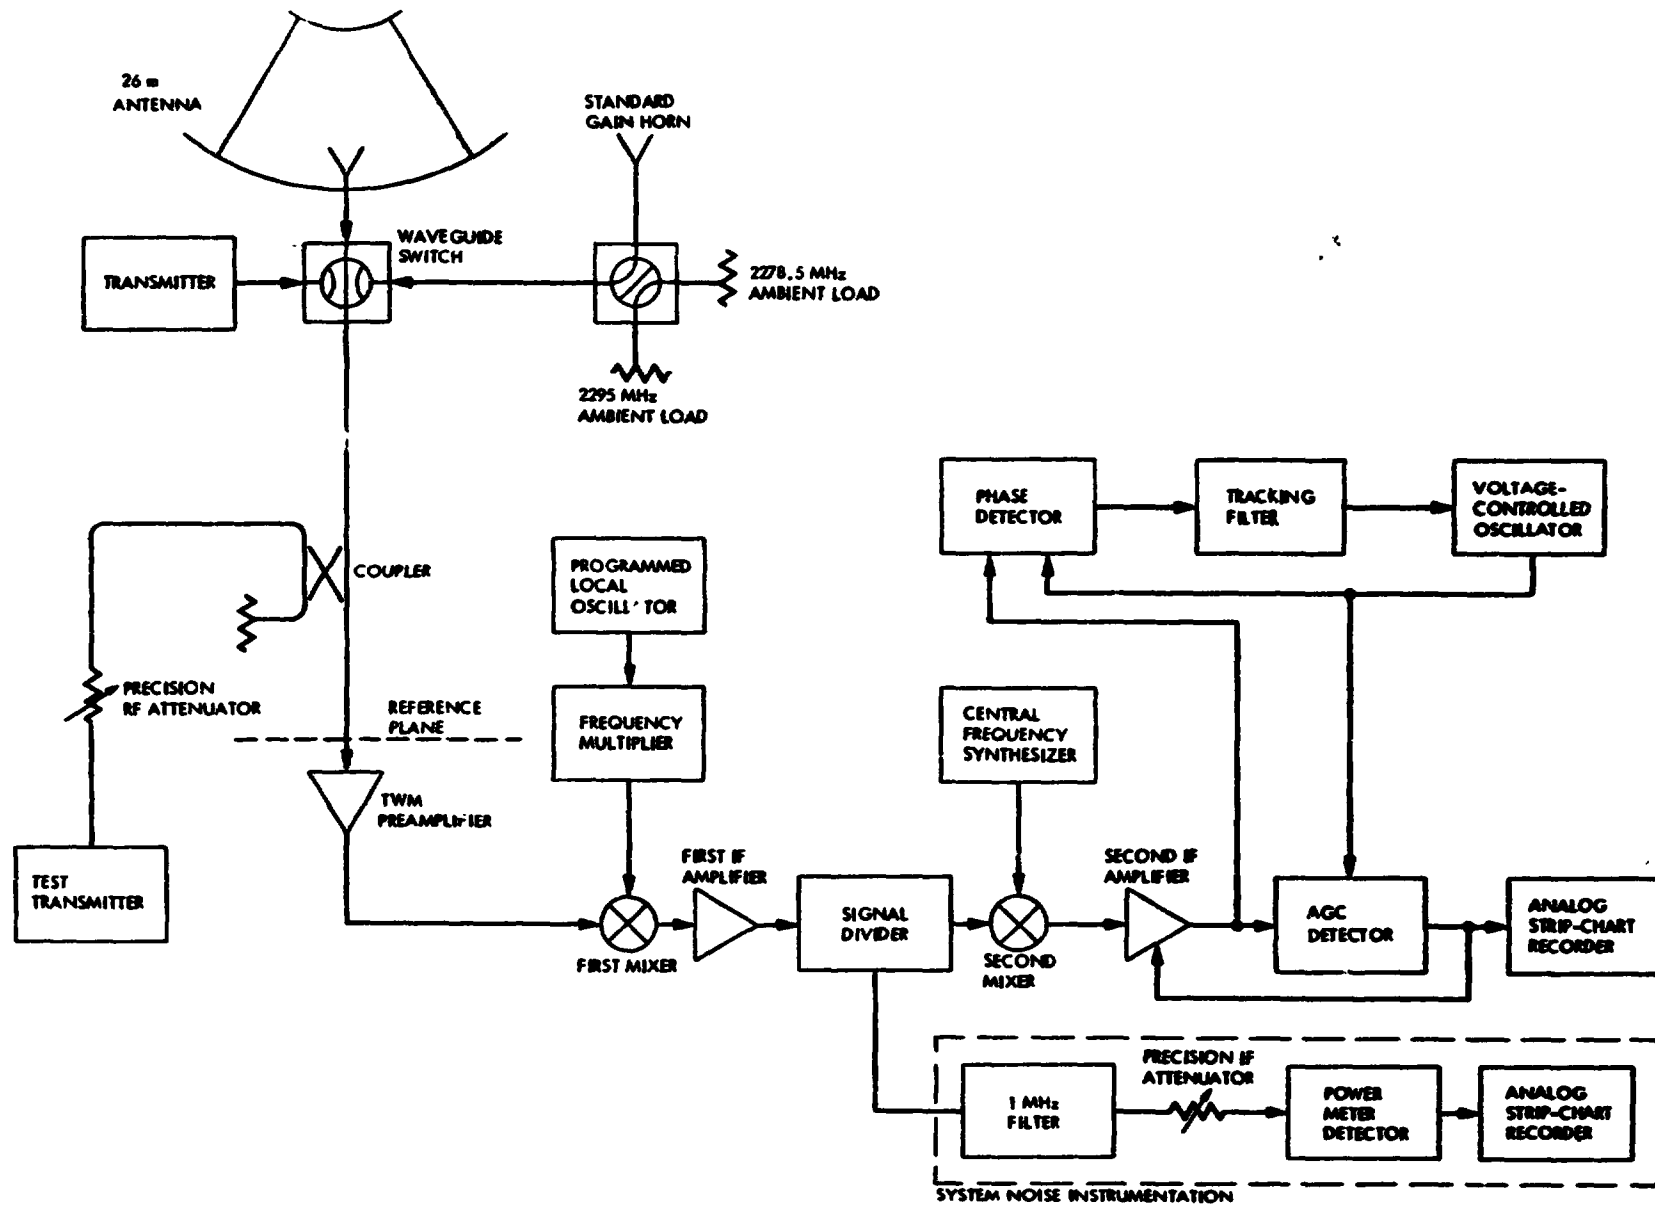 26 m
ANTENNA
STANDARD
GAIN HORN
TRANSMITTER
WAVEGUIDE
SWITCH
2278.5 MHz
AMBIENT LOAD
2295 MHz
AMBIENT LOAD
COUPLER
PRECISION
RF ATTENUATOR
REFERENCE
PLANE
TWM
PREAMPLIFIER
TEST
TRANSMITTER
PROGRAMMED
LOCAL
FREQUENCY
MULTIPLIER
FIRST MIXER
FIRST IF
AMPLIFIER
SIGNAL
DIVIDER
CENTRAL
FREQUENCY
SYNTHESIZER
SECOND
MIXER
SECOND IF
AMPLIFIER
PHASE
DETECTOR
TRACKING
FILTER
VOLTAGE-
CONTROLLED
OSCILLATOR
AGC
DETECTOR
ANALOG
STRIP-CHART
RECORDER
1 MHz
FILTER
PRECISION IF
ATTENUATOR
POWER
METER
DETECTOR
ANALOG
STRIP-CHART
RECORDER
SYSTEM NOISE INSTRUMENTATION